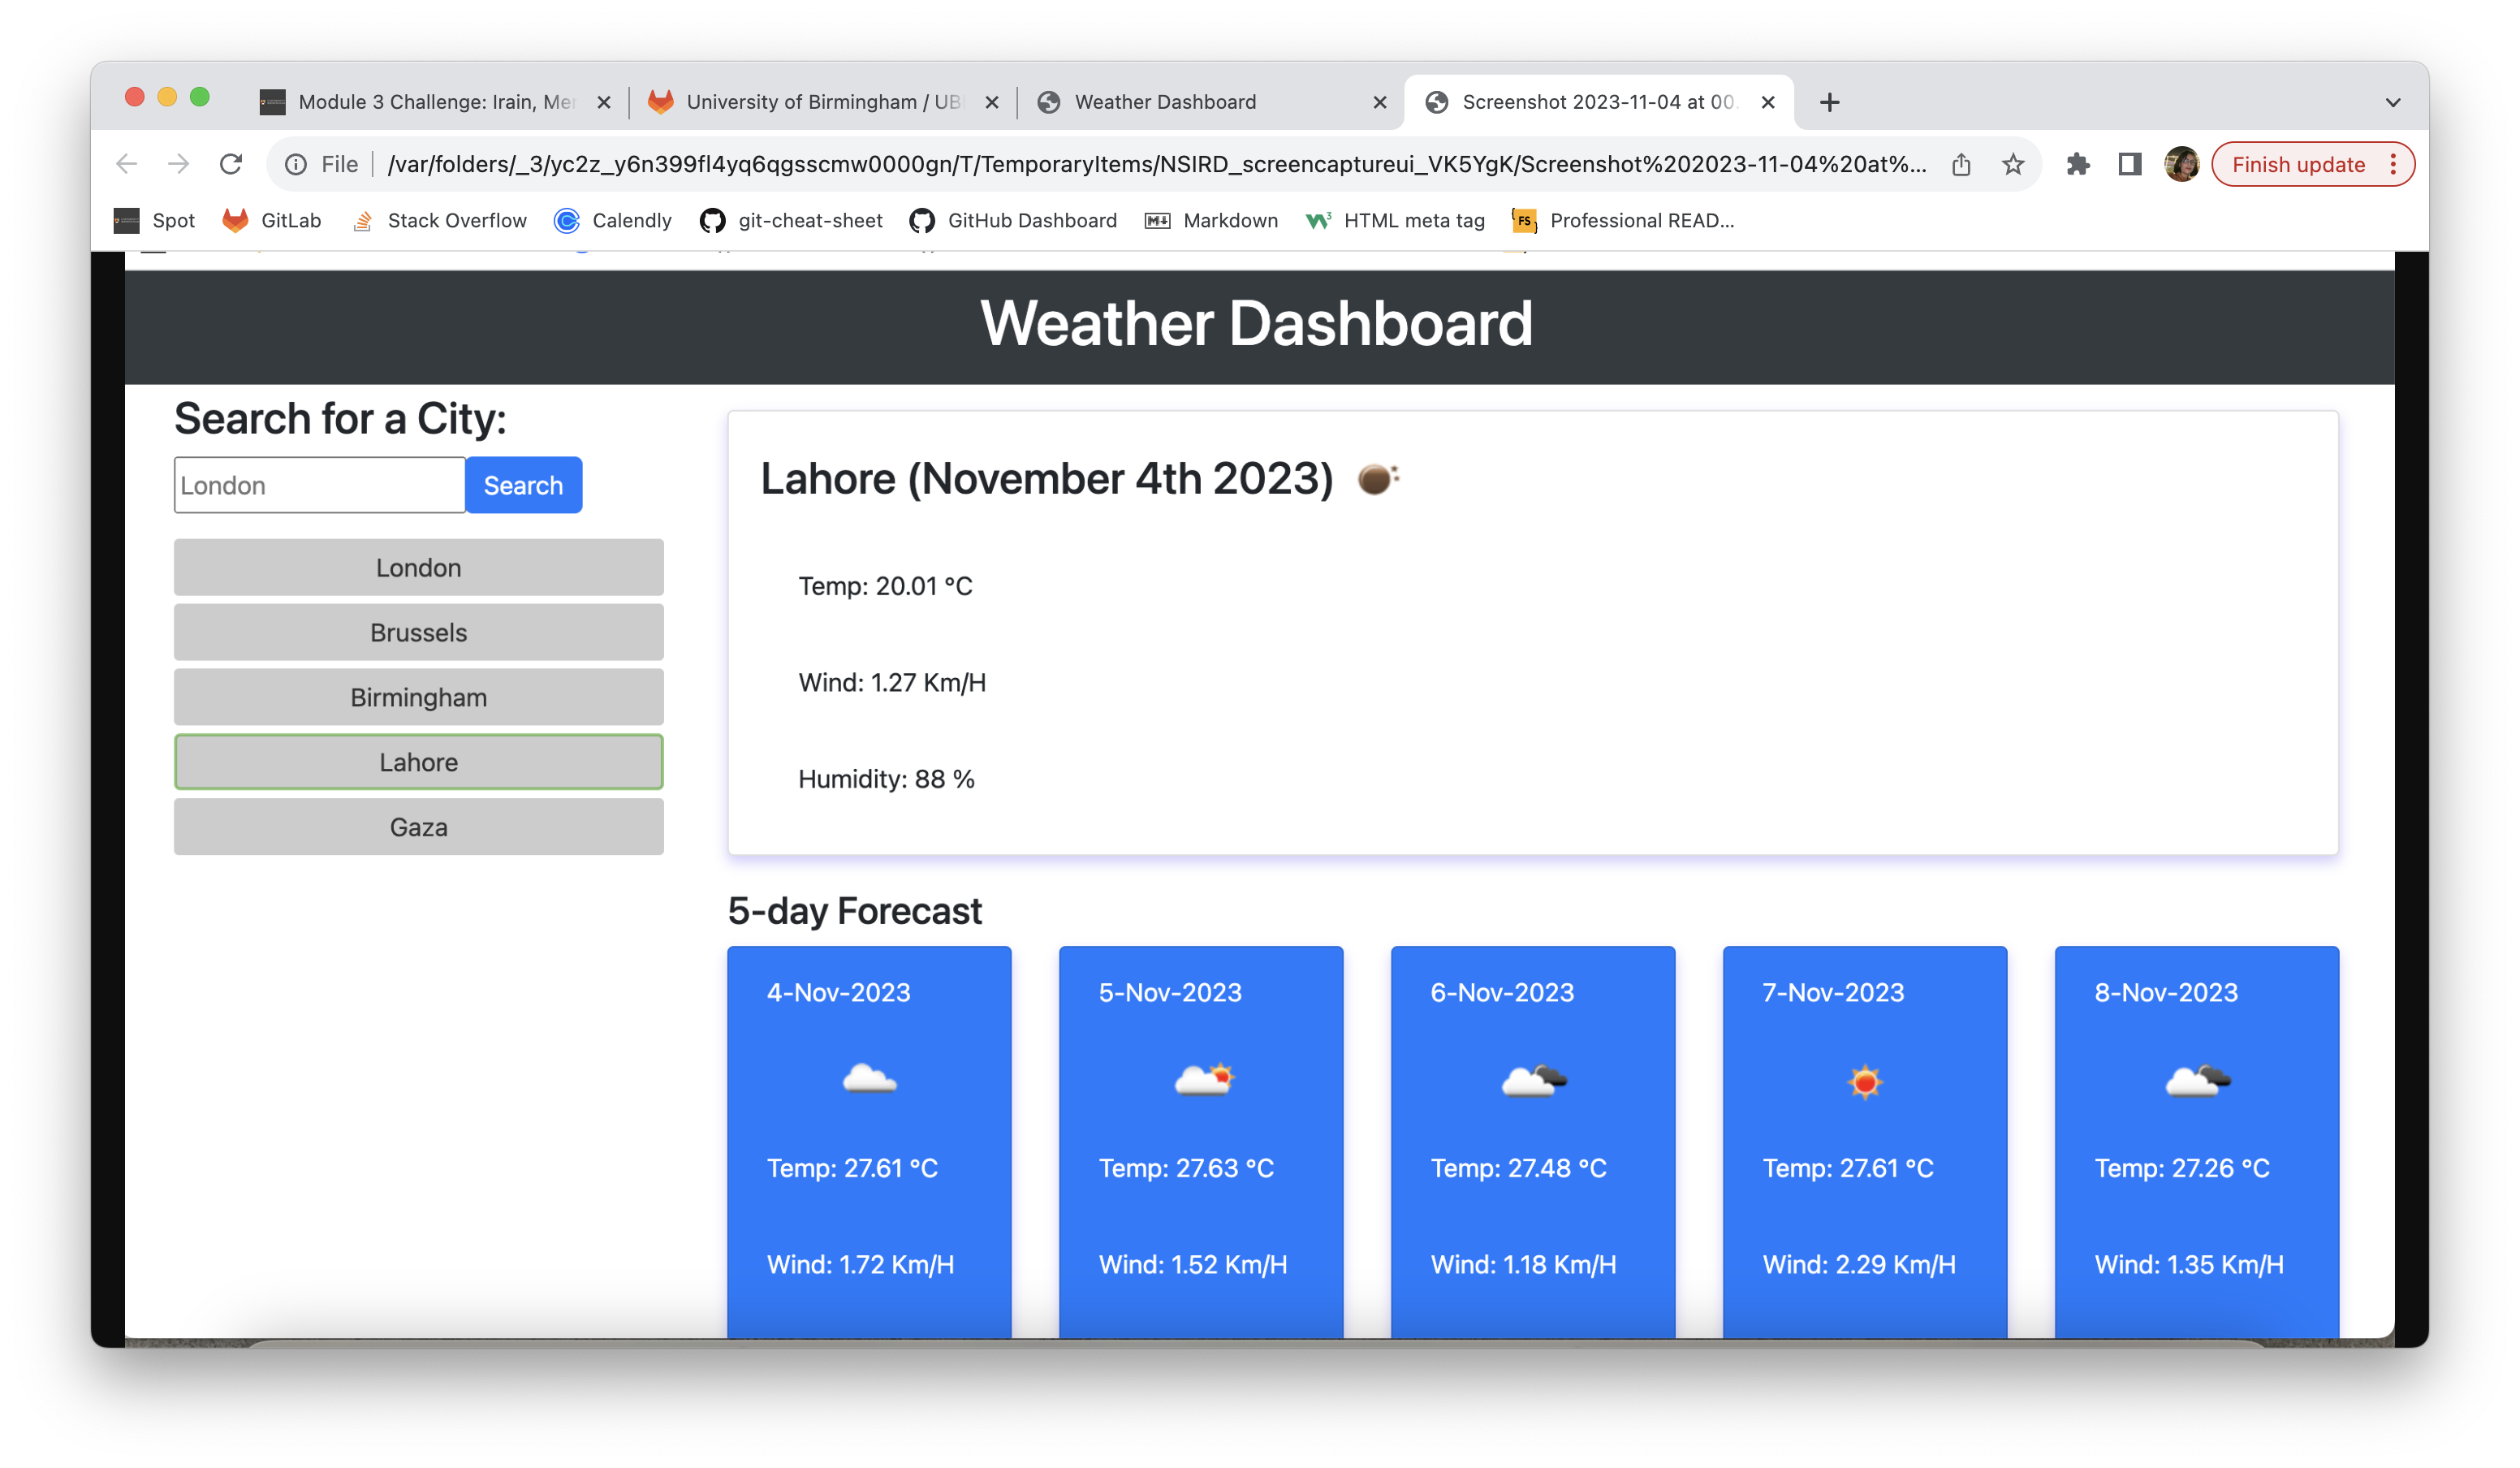 Module 3 Challenge: Irain, Me
University of Birmingham / UB
Weather Dashboard
Screenshot 2023-11-04 at 00.
File
/var/folders/_3/yc2z_y6n399fl4yq6qgsscmw0000gn/T/TemporaryItems/NSIRD_screencaptureui_VK5YgK/Screenshot%202023-11-04%20at%...
Finish update
Spot
GitLab
Stack Overflow
Calendly
git-cheat-sheet
GitHub Dashboard
Markdown
HTML meta tag
FS
Professional READ...
Weather Dashboard
Search for a City:
London
Search
London
Brussels
Birmingham
Lahore
Gaza
Lahore (November 4th 2023)
Temp: 20.01 °C
Wind: 1.27 Km/H
Humidity: 88 %
5-day Forecast
4-Nov-2023
Temp: 27.61 °C
Wind: 1.72 Km/H
5-Nov-2023
Temp: 27.63 °C
Wind: 1.52 Km/H
6-Nov-2023
Temp: 27.48 °C
Wind: 1.18 Km/H
7-Nov-2023
Temp: 27.61 °C
Wind: 2.29 Km/H
8-Nov-2023
Temp: 27.26 °C
Wind: 1.35 Km/H